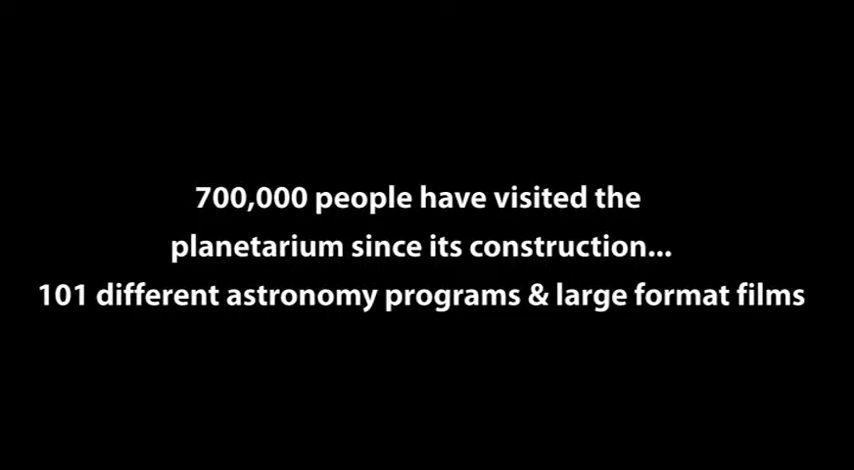 700,000 people have visited the
planetarium since its construction...
101 different astronomy programs & large format films